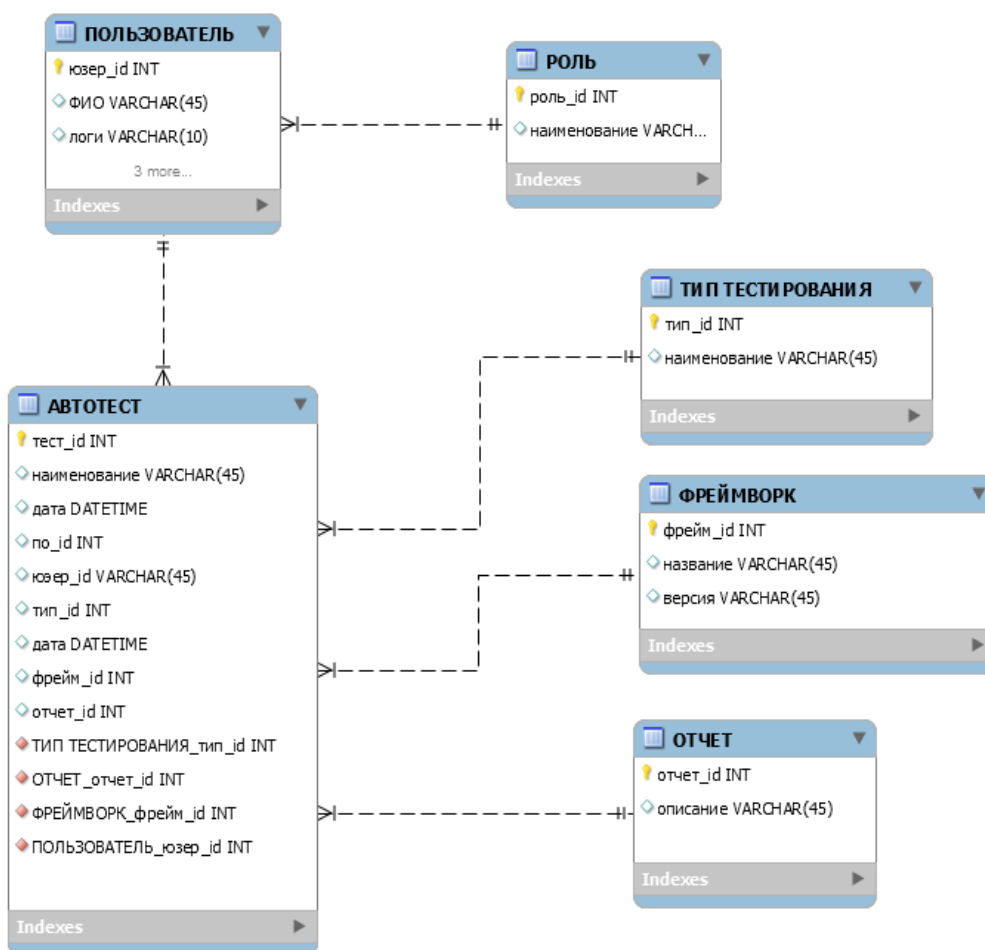 ПОЛЬЗОВАТЕЛЬ
юзер_id INT
ФИО VARCHAR(45)
логи VARCHAR(10)
3 more...
Indexes
РОЛЬ
роль_id INT
наименование VARCH...
Indexes
ТИП ТЕСТИРОВАНИЯ
тип_id INT
наименование VARCHAR(45)
Indexes
АВТОТЕСТ
тест_id INT
наименование VARCHAR(45)
дата DATETIME
по_id INT
юзер_id VARCHAR(45)
тип_id INT
дата DATETIME
фрейм_id INT
отчет_id INT
ТИП ТЕСТИРОВАНИЯ_тип_id INT
ОТЧЕТ_отчет_id INT
ФРЕЙМВОРК_фрейм_id INT
ПОЛЬЗОВАТЕЛЬ_юзер_id INT
Indexes
ФРЕЙМВОРК
фрейм_id INT
название VARCHAR(45)
версия VARCHAR(45)
Indexes
ОТЧЕТ
отчет_id INT
описание VARCHAR(45)
Indexes